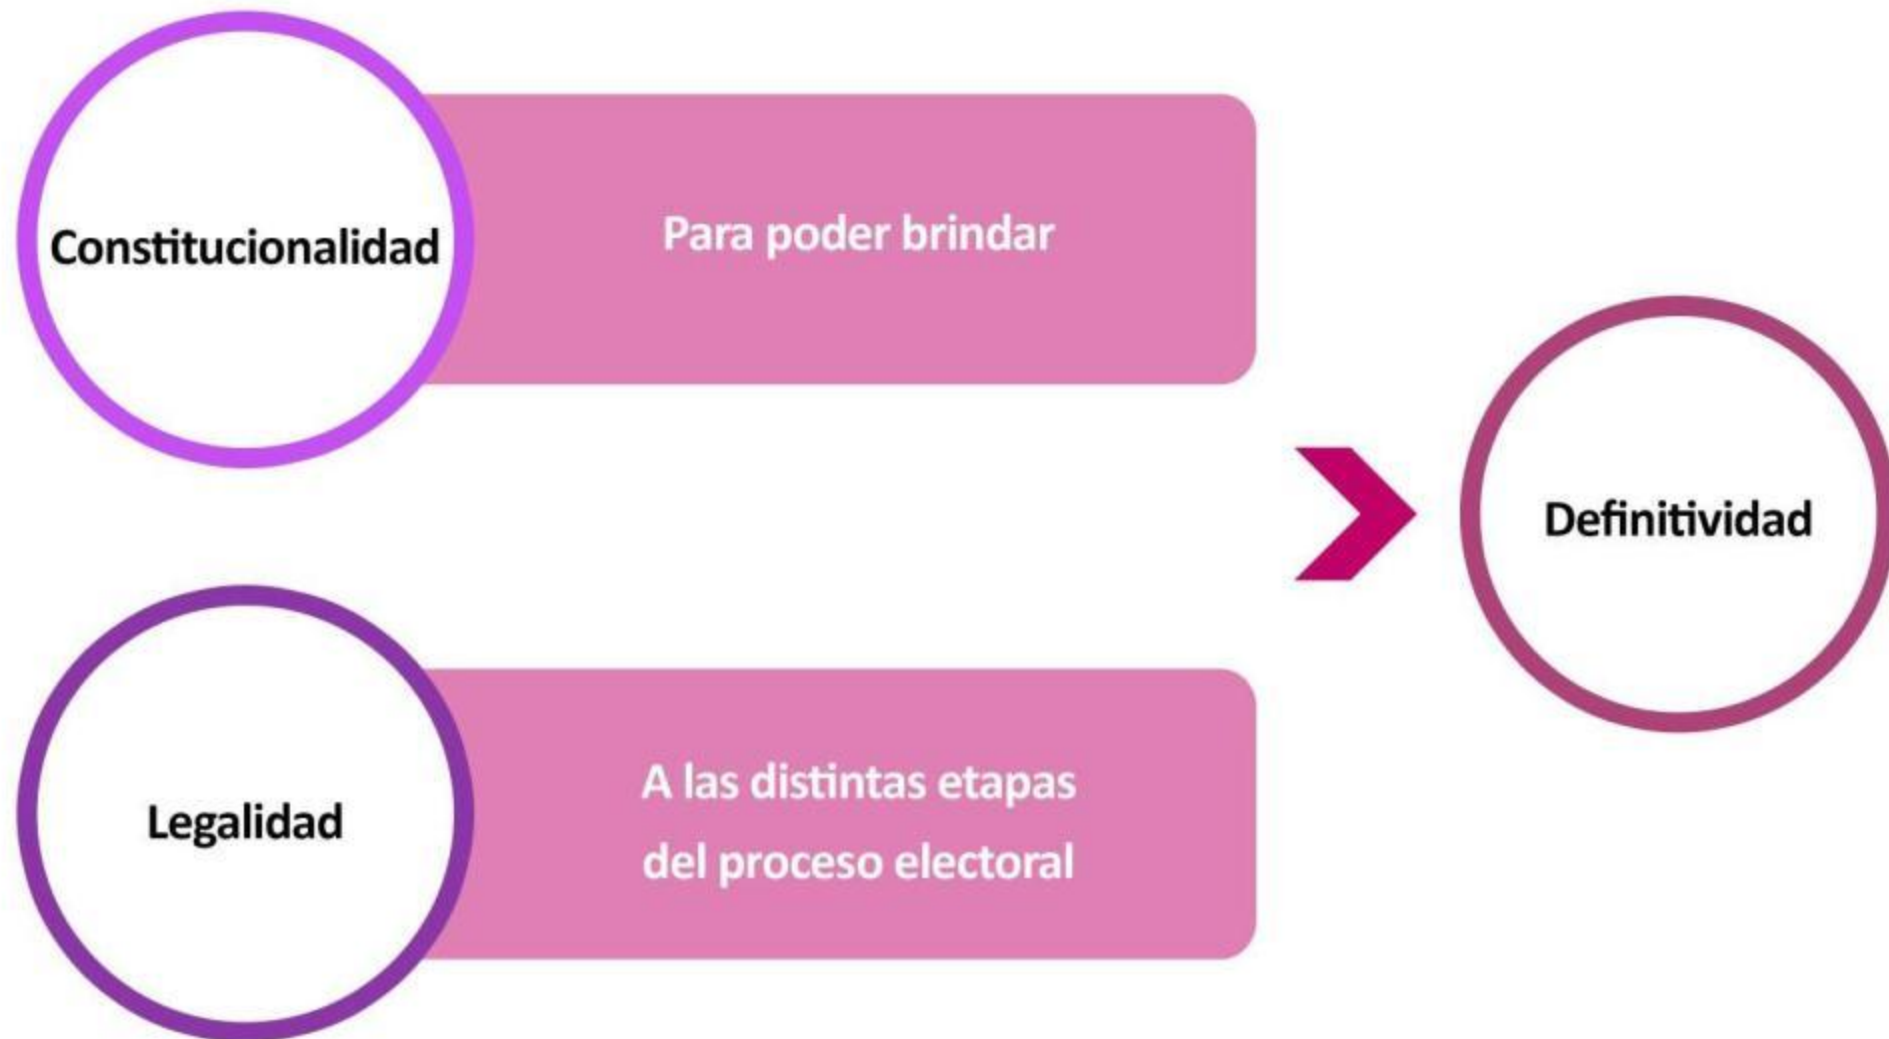 Constitucionalidad
Para poder brindar
Legalidad
A las distintas etapas
del proceso electoral
Definitividad